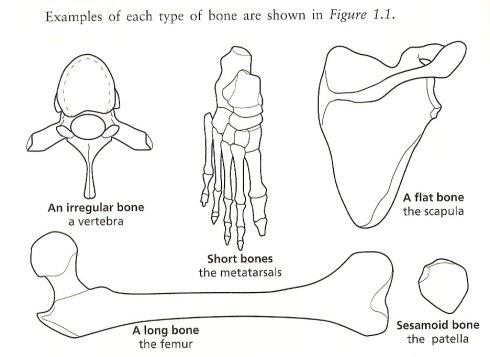 Examples of each type of bone are shown in Figure 1.1.
An irregular bone
a vertebra
Short bones
the metatarsals
A flat bone
the scapula
A long bone
the femur
Sesamoid bone
the patella